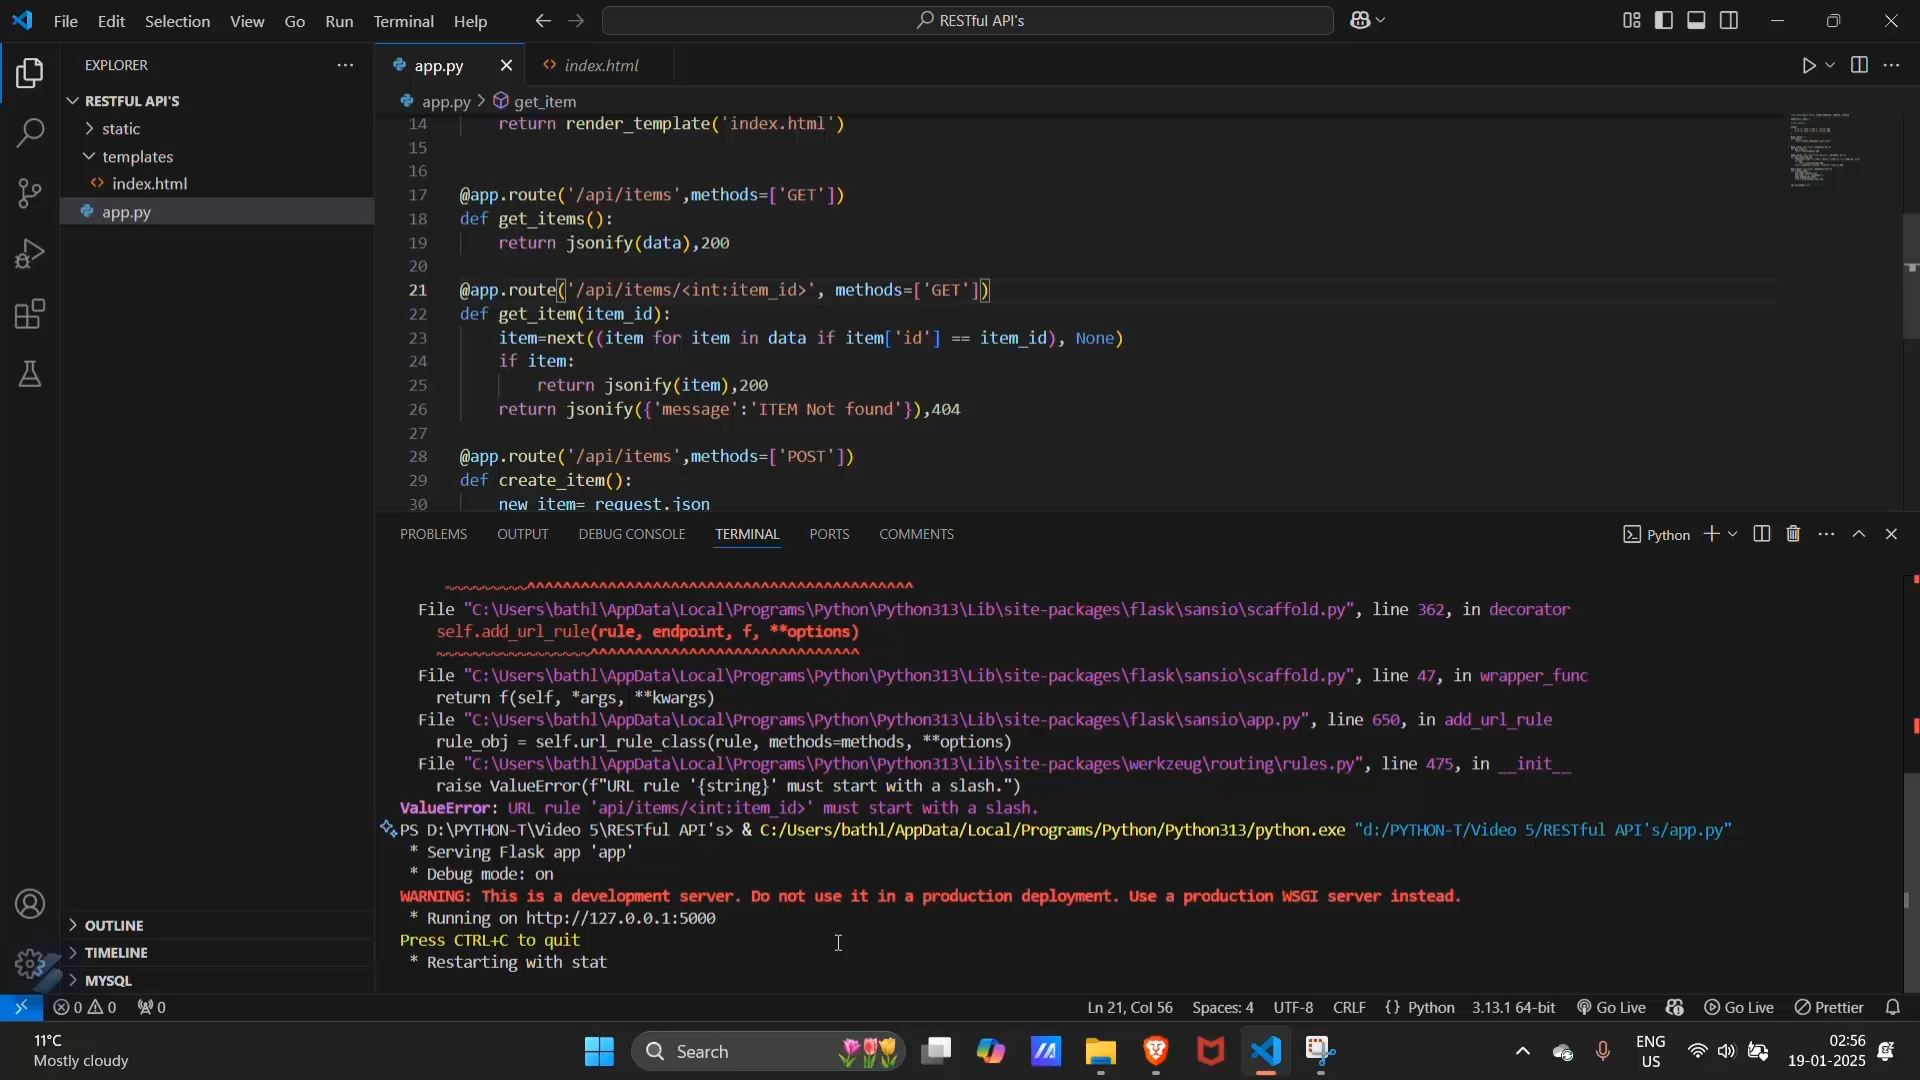 File Edit Selection View Go Run Terminal Help
RESTful API's
EXPLORER
RESTFUL API'S
static
templates
index.html
app.py
app.py
index.html
app.py > get_item
14 return render_template('index.html')
15
16
17 @app.route('/api/items',methods=['GET'])
18 def get_items():
19 return jsonify(data),200
20
21 @app.route('/api/items/<int:item_id>', methods=['GET'])
22 def get_item(item_id):
23 item=next((item for item in data if item['id'] == item_id), None)
24 if item:
25 return jsonify(item),200
26 return jsonify({'message':'ITEM Not found'}),404
27
28 @app.route('/api/items',methods=['POST'])
29 def create_item():
30 new_item= request.json
PROBLEMS OUTPUT DEBUG CONSOLE TERMINAL PORTS COMMENTS
Python
~~~~~~~~~^^^^^^^^^^^^^^^^^^^^^^^^^^^^^^^^^^^^^^^^^^^
File "C:\Users\bathl\AppData\Local\Programs\Python\Python313\Lib\site-packages\flask\sansio\scaffold.py", line 362, in decorator
self.add_url_rule(rule, endpoint, f, **options)
~~~~~~~~~~~~~~~~~^^^^^^^^^^^^^^^^^^^^^^^^^^^^^^
File "C:\Users\bathl\AppData\Local\Programs\Python\Python313\Lib\site-packages\flask\sansio\scaffold.py", line 47, in wrapper_func
return f(self, *args, **kwargs)
File "C:\Users\bathl\AppData\Local\Programs\Python\Python313\Lib\site-packages\flask\sansio\app.py", line 650, in add_url_rule
rule_obj = self.url_rule_class(rule, methods=methods, **options)
File "C:\Users\bathl\AppData\Local\Programs\Python\Python313\Lib\site-packages\werkzeug\routing\rules.py", line 475, in __init__
raise ValueError(f"URL rule '{string}' must start with a slash.")
ValueError: URL rule 'api/items/<int:item_id>' must start with a slash.
PS D:\PYTHON-T\Video 5\RESTful API's> & C:/Users/bathl/AppData/Local/Programs/Python/Python313/python.exe "d:/PYTHON-T/Video 5/RESTful API's/app.py"
* Serving Flask app 'app'
* Debug mode: on
WARNING: This is a development server. Do not use it in a production deployment. Use a production WSGI server instead.
* Running on http://127.0.0.1:5000
Press CTRL+C to quit
* Restarting with stat
OUTLINE
TIMELINE
MYSQL
0 0 0
Ln 21, Col 56 Spaces: 4 UTF-8 CRLF {} Python 3.13.1 64-bit Go Live Go Live Prettier
11°C
Mostly cloudy
Search
ENG
US
02:56
19-01-2025